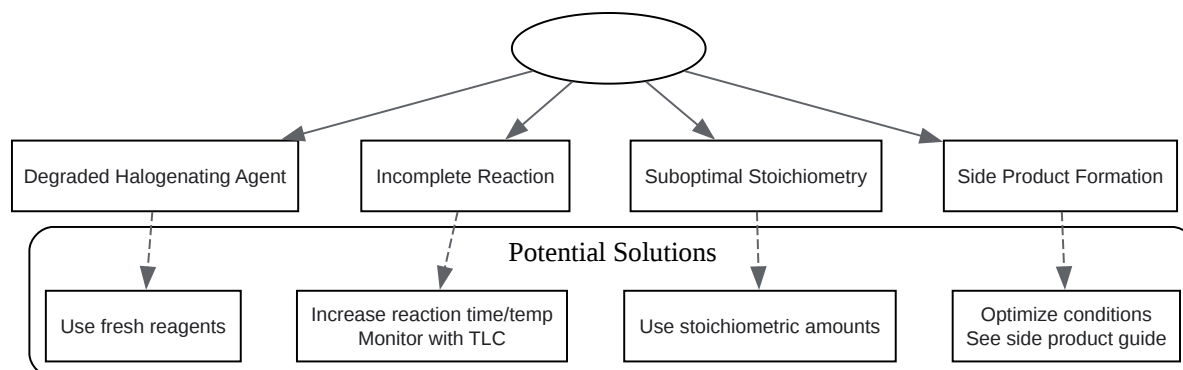 Degraded Halogenating Agent
Incomplete Reaction
Suboptimal Stoichiometry
Side Product Formation
Potential Solutions
Use fresh reagents
Increase reaction time/temp
Monitor with TLC
Use stoichiometric amounts
Optimize conditions
See side product guide